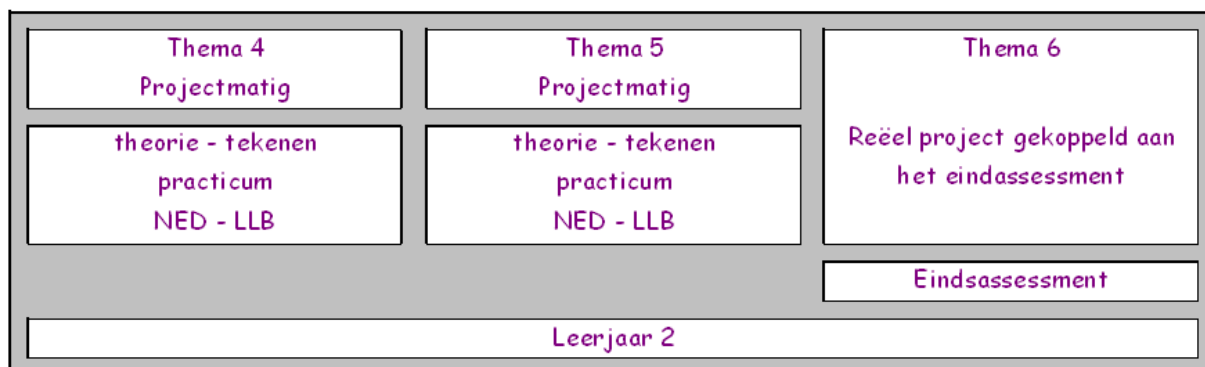 Thema 4
Projectmatig
theorie - tekenen
practicum
NED - LLB
Thema 5
Projectmatig
theorie - tekenen
practicum
NED - LLB
Thema 6
Reëel project gekoppeld aan
het eindassessment
Eindsassessment
Leerjaar 2